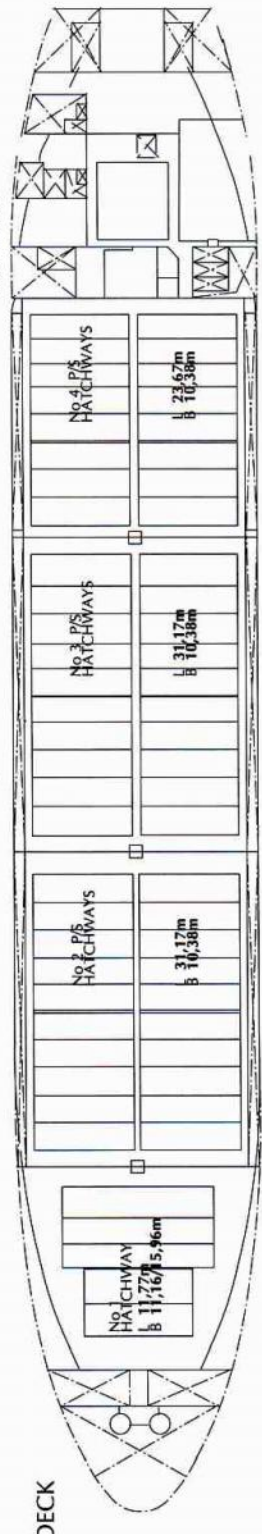 DECK
No 1
HATCHWAY
L 11,77m
B 11,16/15,96m
No 2 P/S
HATCHWAYS
L 31,17m
B 10,38m
No 3 P/S
HATCHWAYS
L 31,17m
B 10,38m
No 4 P/S
HATCHWAYS
L 23,67m
B 10,38m